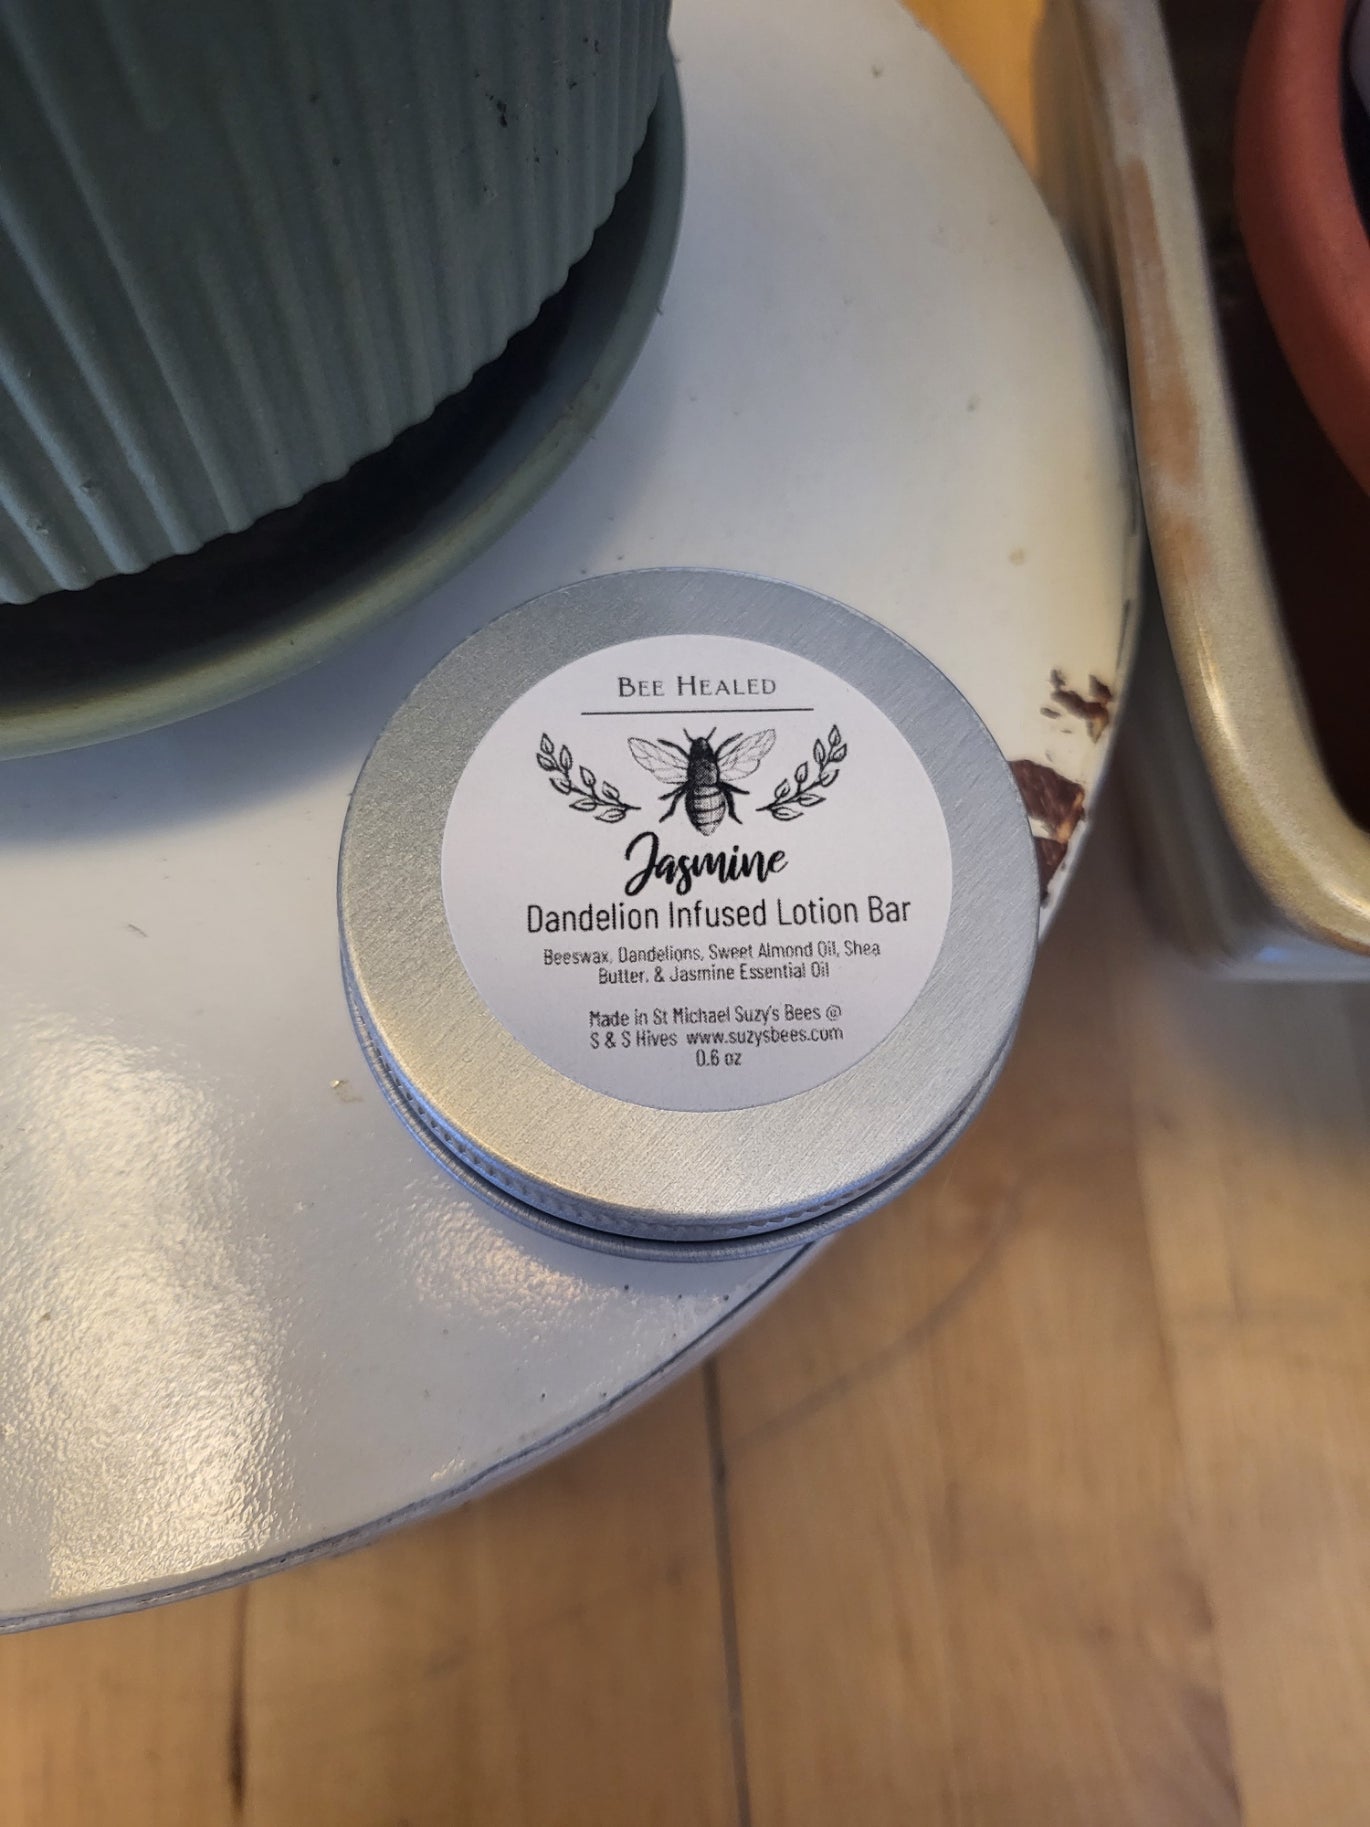 Bee Healed
Jasmine
Dandelion Infused Lotion Bar
Beeswax, Dandelions, Sweet Almond Oil, Shea
Butter, & Jasmine Essential Oil
Made in St Michael Suzy's Bees @
S & S Hives www.suzysbees.com
0.6 oz